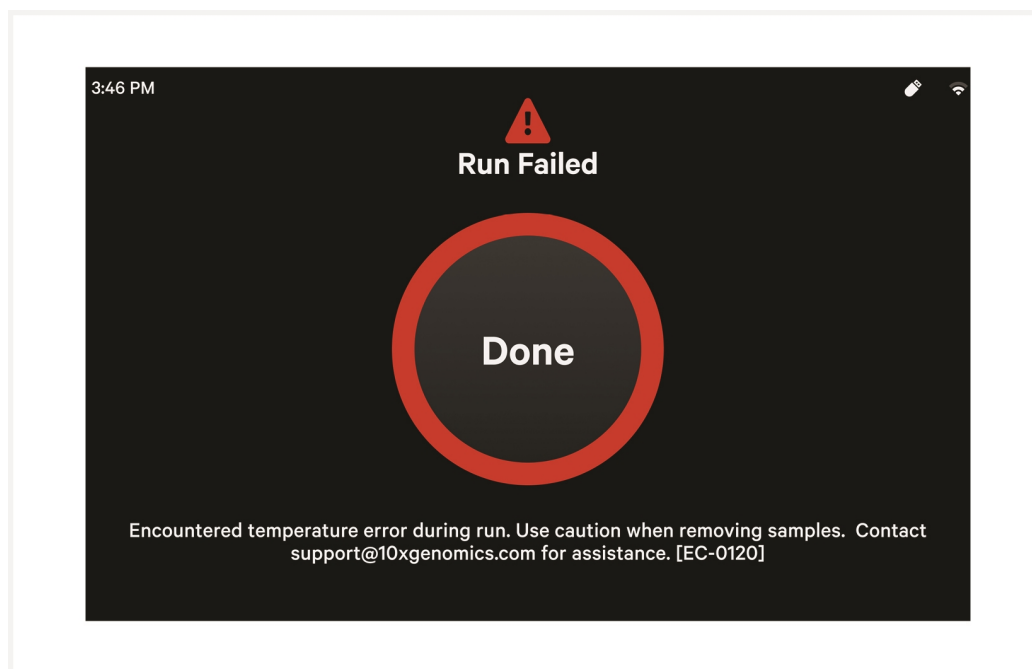 3:46 PM
Run Failed
Done
Encountered temperature error during run. Use caution when removing samples.  Contact
support@10xgenomics.com for assistance. [EC-0120]